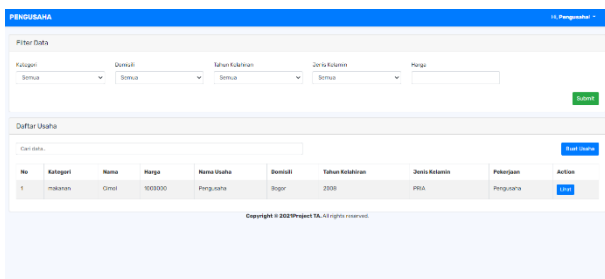 PENGUSAHA Hi, Pengusaha!
Filter Data
Kategori Domisili Tahun Kelahiran Jenis Kelamin Harga
Semua Semua Semua Semua
Submit
Daftar Usaha
Cari data.. Buat Usaha
No Kategori Nama Harga Nama Usaha Domisili Tahun Kelahiran Jenis Kelamin Pekerjaan Action
1 makanan Cimol Pengusaha Bogor PRIA Pengusaha Lihat
Copyright © 2021Project TA. All rights reserved.